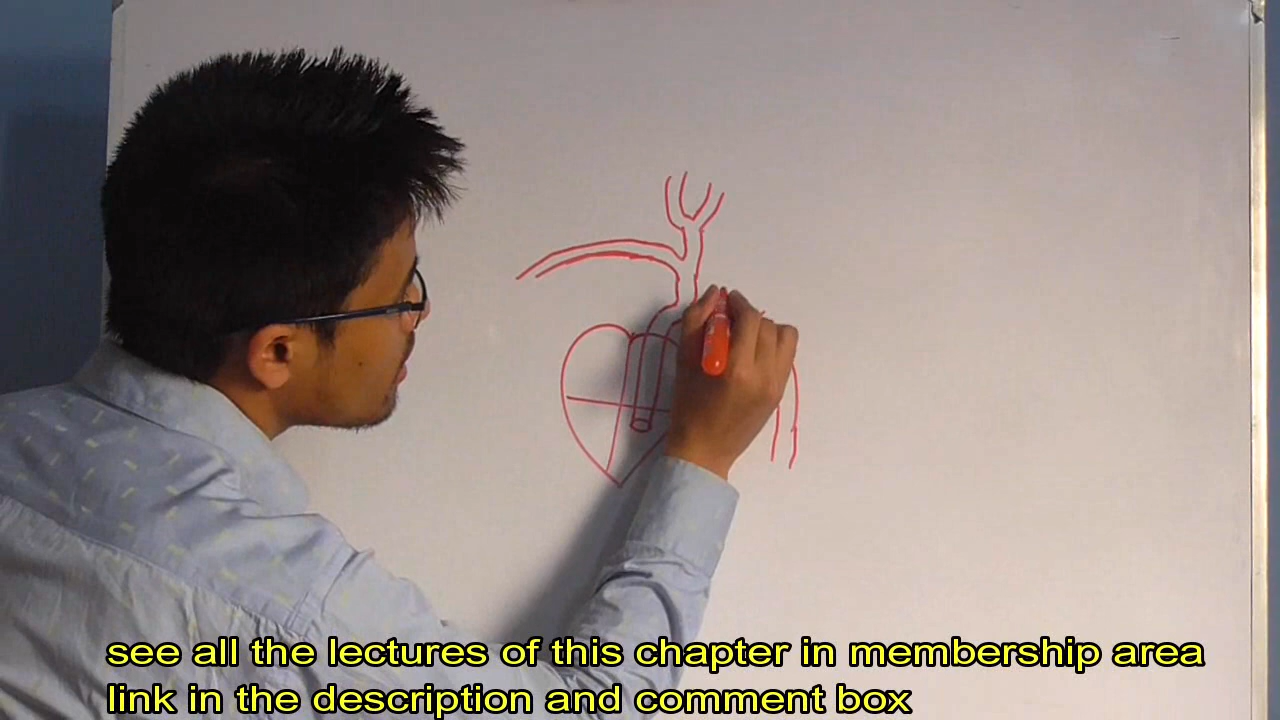 see all the lectures of this chapter in membership area
link in the description and comment box